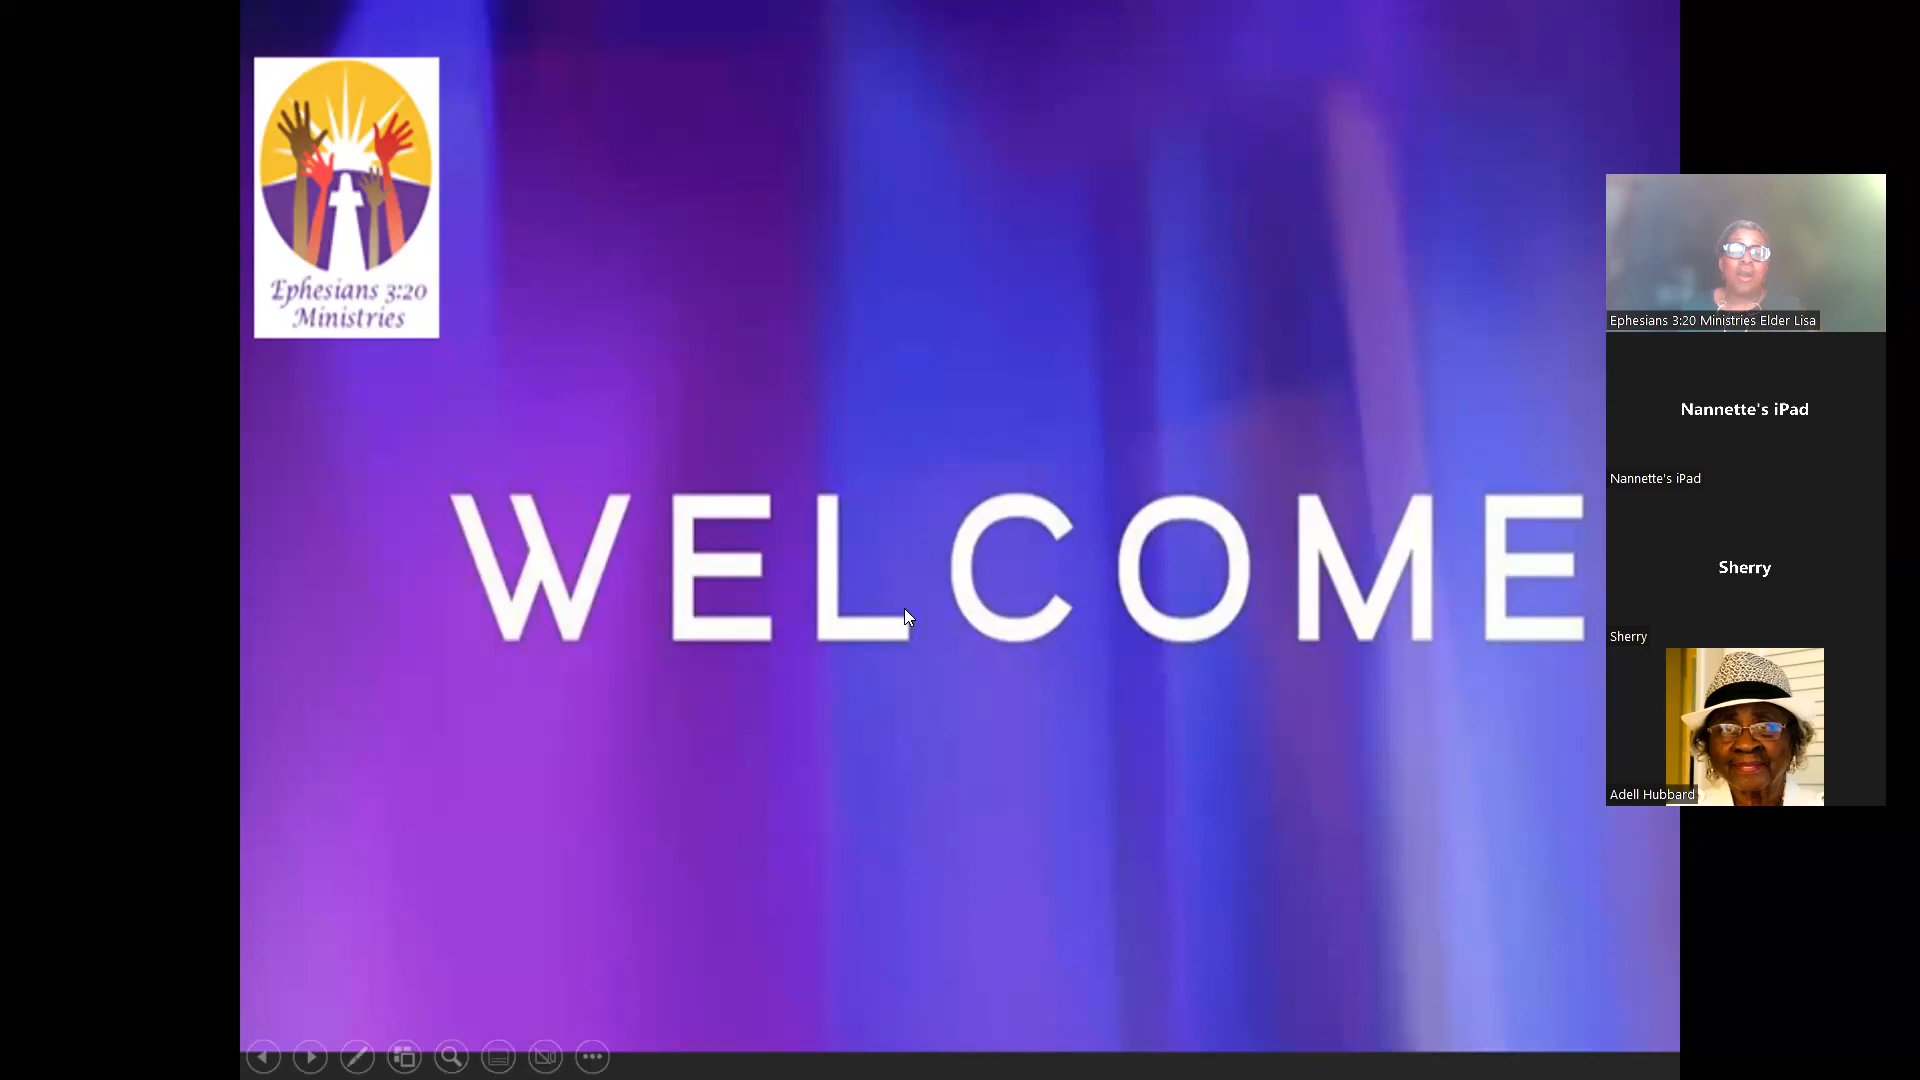 Ephesians 3:20
Ministries
WELCOME
Ephesians 3:20 Ministries Elder Lisa
Nannette's iPad
Nannette's iPad
Sherry
Sherry
Adell Hubbard